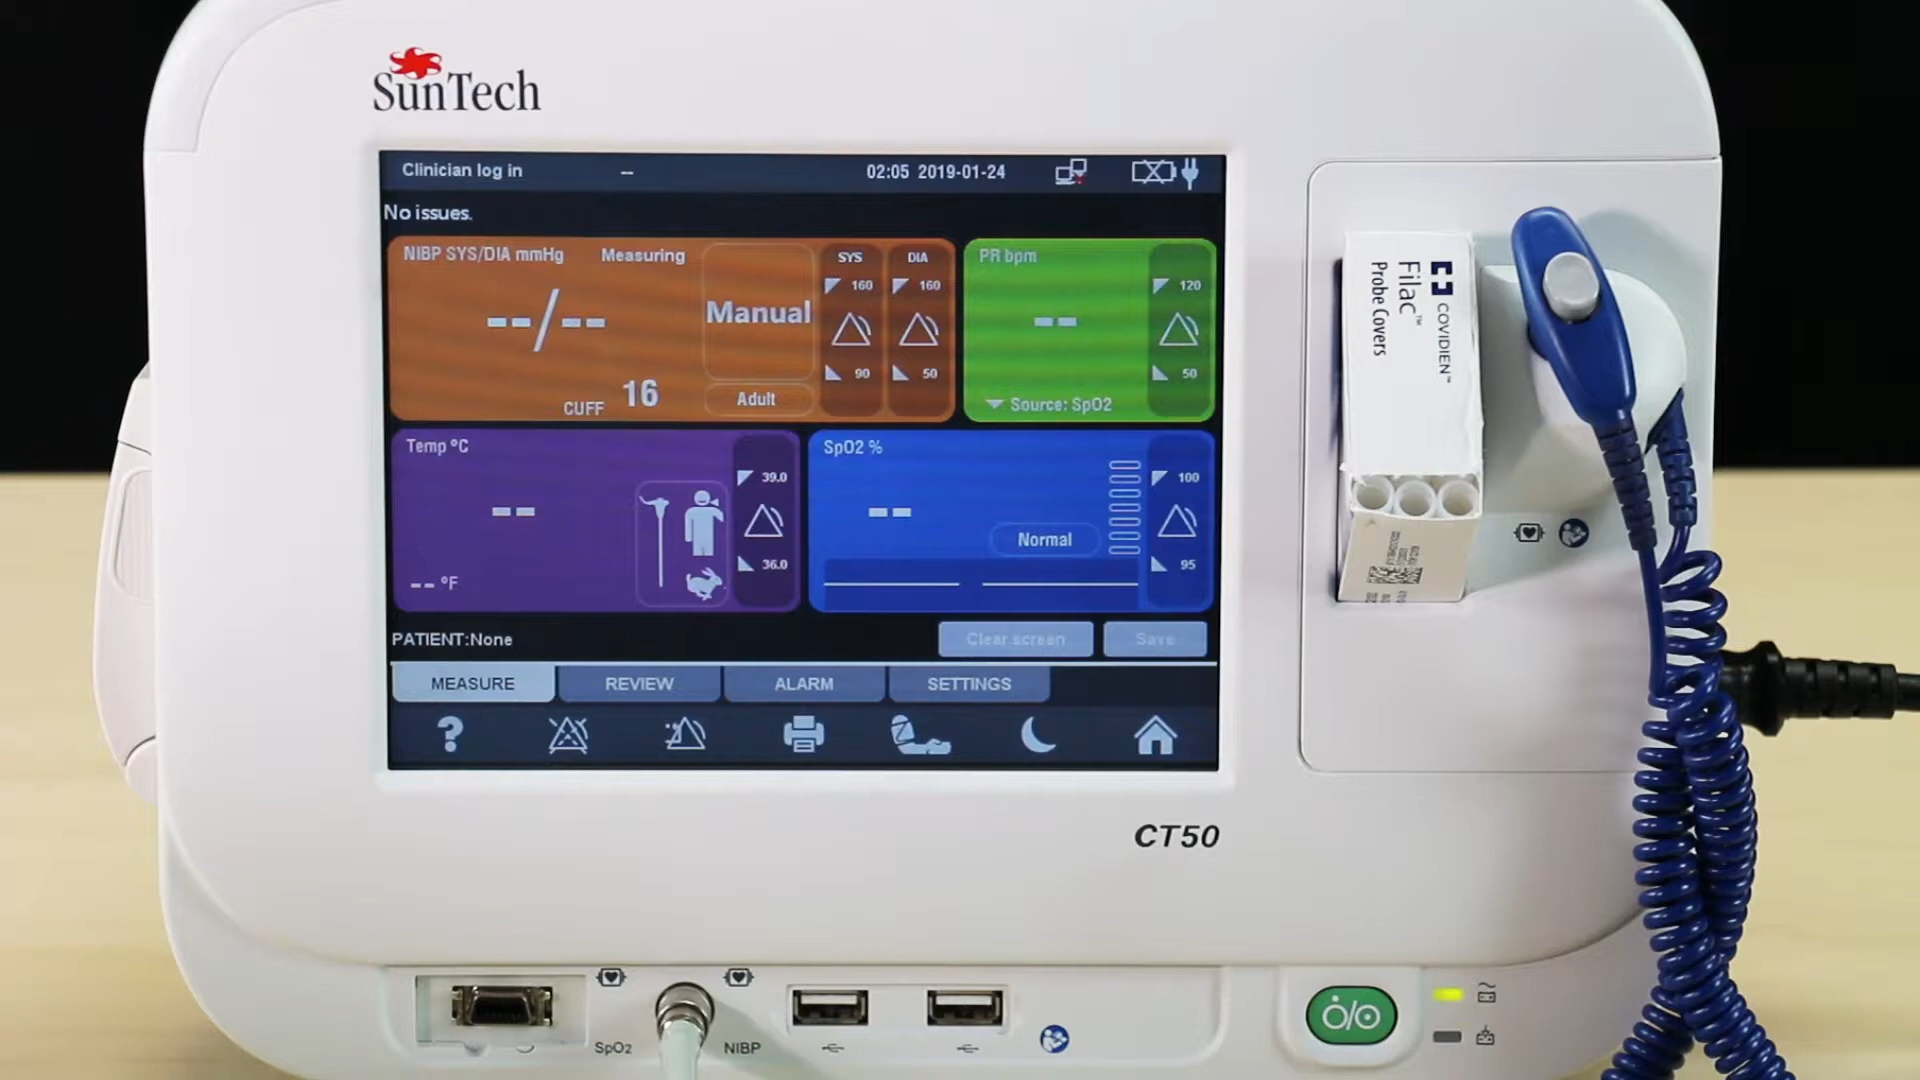 SunTech
Clinician log in
--
02:05 2019-01-24
No issues.
NIBP SYS/DIA mmHg
Measuring
--/--
CUFF 16
Manual
Adult
SYS
160
90
DIA
160
50
PR bpm
--
Source: SpO2
120
50
Temp °C
--
-- °F
39.0
36.0
SpO2 %
--
Normal
100
95
PATIENT:None
Clear screen
Save
MEASURE
REVIEW
ALARM
SETTINGS
?
CT50
COVIDIEN™
Filac™
Probe Covers
SpO2
NIBP